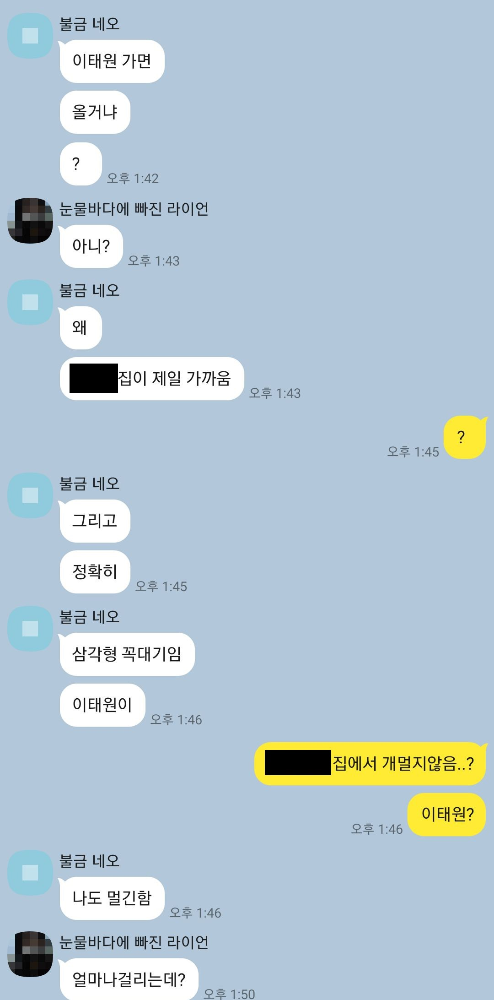 불금 네오
이태원 가면
올거냐
?
오후 1:42
눈물바다에 빠진 라이언
아니?
오후 1:43
불금 네오
왜
집이 제일 가까움
오후 1:43
?
오후 1:45
불금 네오
그리고
정확히
오후 1:45
불금 네오
삼각형 꼭대기임
이태원이
오후 1:46
집에서 개멀지않음..?
이태원?
오후 1:46
불금 네오
나도 멀긴함
오후 1:46
눈물바다에 빠진 라이언
얼마나걸리는데?
오후 1:50